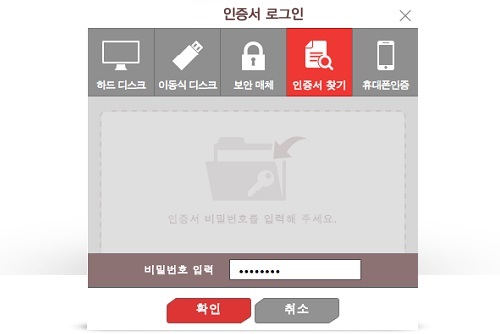 인증서 로그인
하드 디스크 이동식 디스크 보안 매체 인증서 찾기 휴대폰인증
인증서 비밀번호를 입력해 주세요.
비밀번호 입력 ••••••••
확인 취소